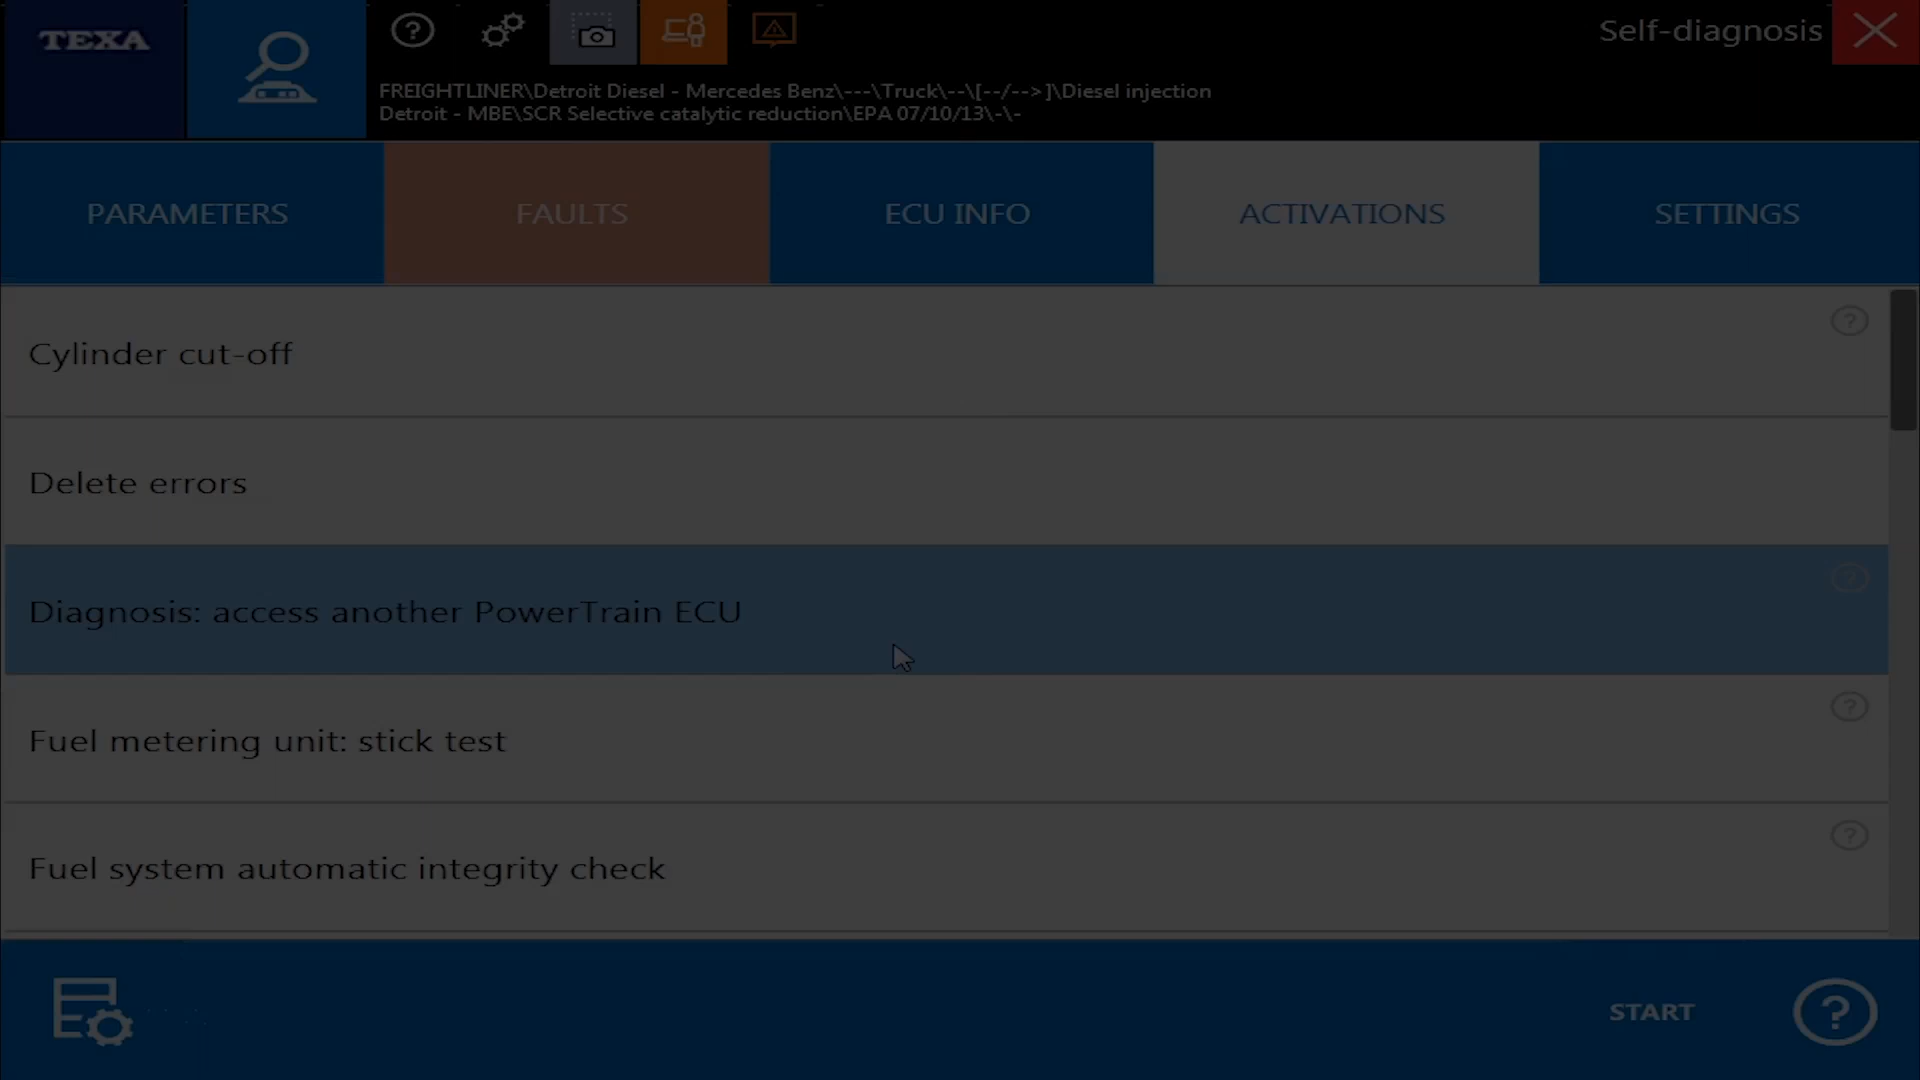 TEXA
Self-diagnosis
FREIGHTLINER\Detroit Diesel - Mercedes Benz\---\Truck\--\[--/-->]\Diesel injection
Detroit - MBE\SCR Selective catalytic reduction\EPA 07/10/13\-\-
PARAMETERS
FAULTS
ECU INFO
ACTIVATIONS
SETTINGS
Cylinder cut-off
Delete errors
Diagnosis: access another PowerTrain ECU
Fuel metering unit: stick test
Fuel system automatic integrity check
START